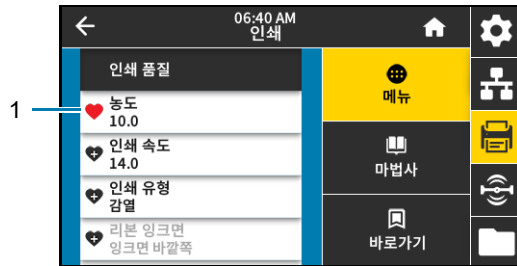 06:40 AM
인쇄
인쇄 품질
1
농도
10.0
인쇄 속도
14.0
인쇄 유형
감열
리본 잉크면
잉크면 바깥쪽
메뉴
마법사
바로가기